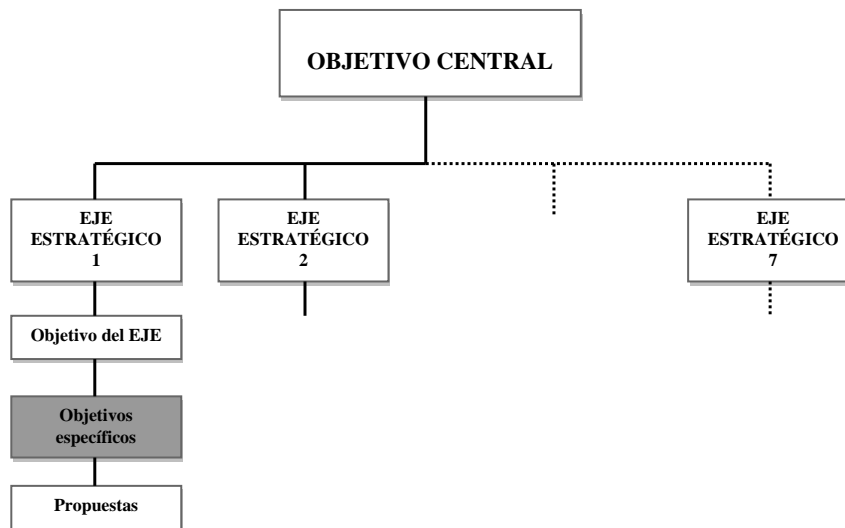 OBJETIVO CENTRAL
EJE
ESTRATÉGICO
1
EJE
ESTRATÉGICO
2
EJE
ESTRATÉGICO
7
Objetivo del EJE
Objetivos
específicos
Propuestas